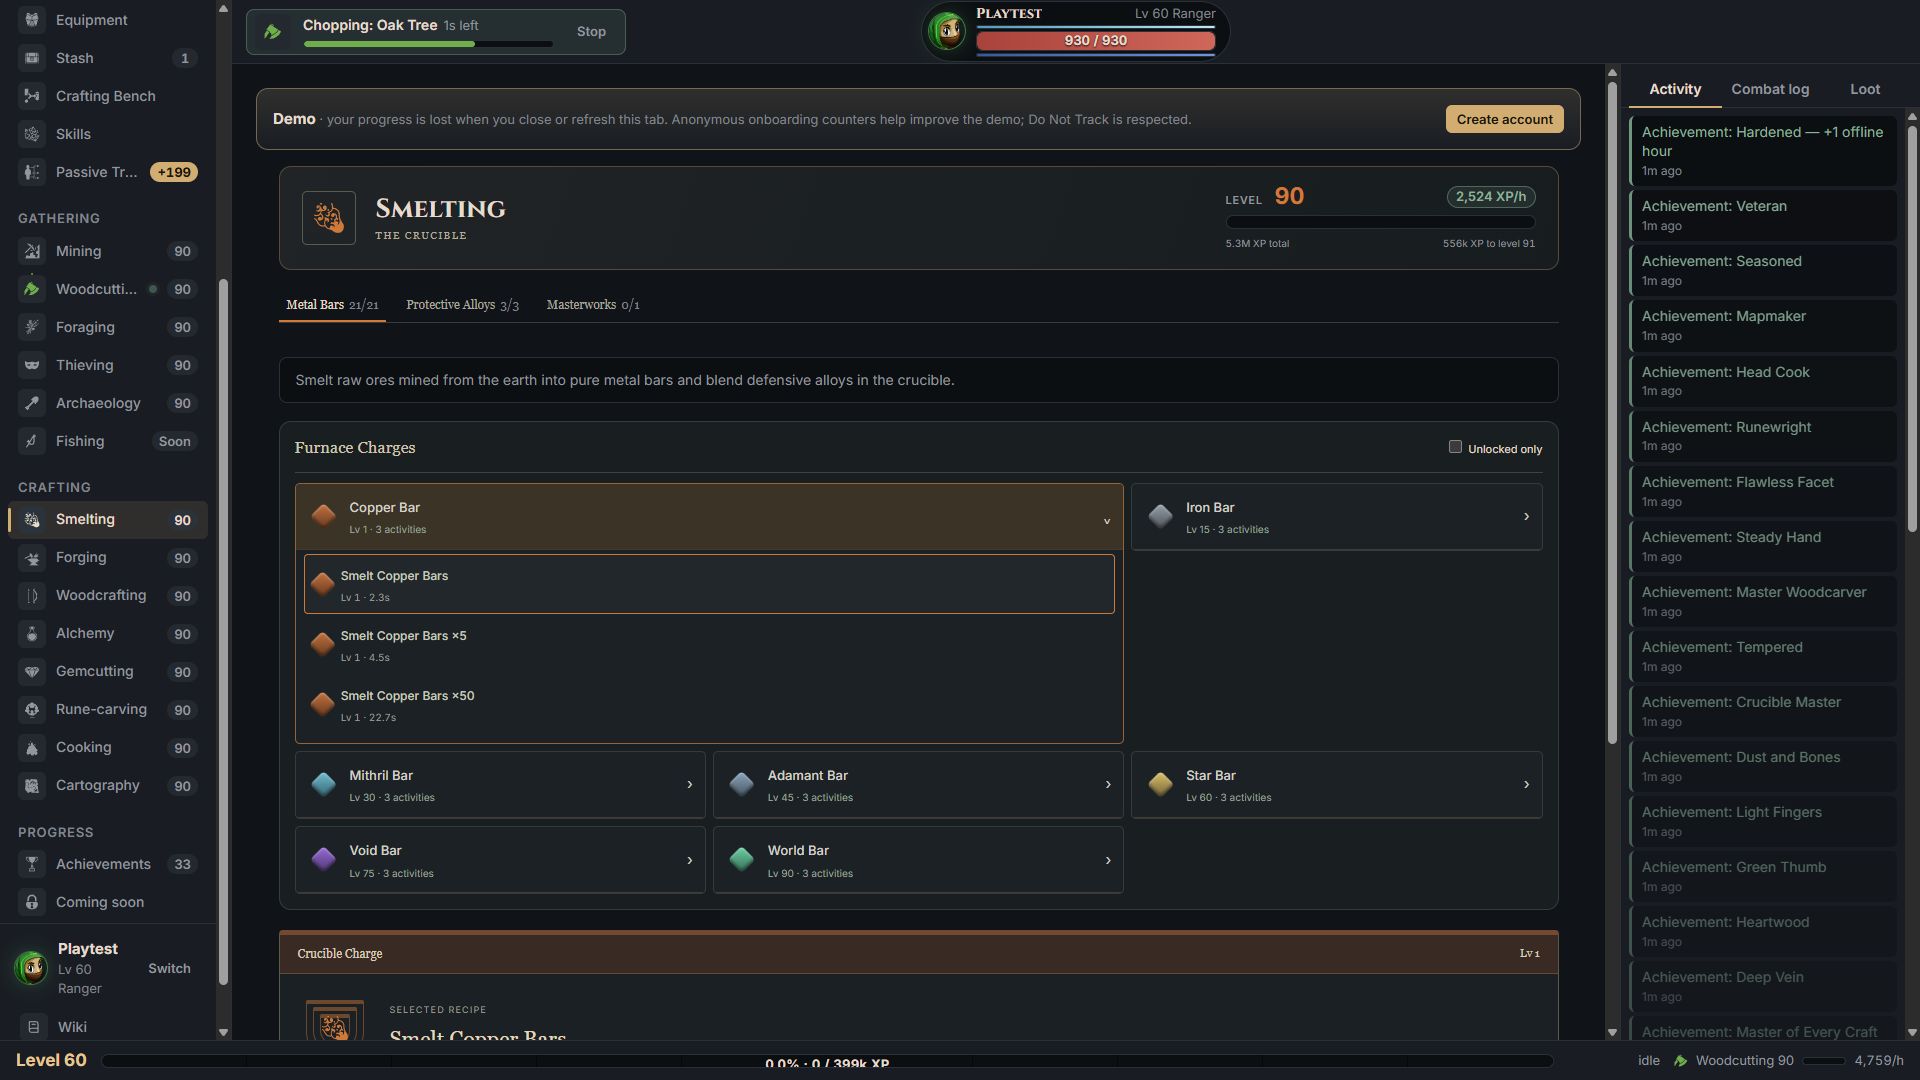 Equipment
Stash 1
Crafting Bench
Skills
Passive Tr... +199
GATHERING
Mining 90
Woodcutti... 90
Foraging 90
Thieving 90
Archaeology 90
Fishing Soon
CRAFTING
Smelting 90
Forging 90
Woodcrafting 90
Alchemy 90
Gemcutting 90
Rune-carving 90
Cooking 90
Cartography 90
PROGRESS
Achievements 33
Coming soon
Playtest
Lv 60
Ranger
Switch
Wiki
Chopping: Oak Tree 1s left
Stop
PLAYTEST Lv 60 Ranger
930 / 930
Demo · your progress is lost when you close or refresh this tab. Anonymous onboarding counters help improve the demo; Do Not Track is respected.
Create account
SMELTING
THE CRUCIBLE
LEVEL 90 2,524 XP/h
5.3M XP total 556k XP to level 91
Metal Bars 21/21 Protective Alloys 3/3 Masterworks 0/1
Smelt raw ores mined from the earth into pure metal bars and blend defensive alloys in the crucible.
Furnace Charges Unlocked only
Copper Bar
Lv 1 · 3 activities
Iron Bar
Lv 15 · 3 activities
Smelt Copper Bars
Lv 1 · 2.3s
Smelt Copper Bars ×5
Lv 1 · 4.5s
Smelt Copper Bars ×50
Lv 1 · 22.7s
Mithril Bar
Lv 30 · 3 activities
Adamant Bar
Lv 45 · 3 activities
Star Bar
Lv 60 · 3 activities
Void Bar
Lv 75 · 3 activities
World Bar
Lv 90 · 3 activities
Crucible Charge Lv 1
SELECTED RECIPE
Smelt Copper Bars
Activity Combat log Loot
Achievement: Hardened — +1 offline
hour
1m ago
Achievement: Veteran
1m ago
Achievement: Seasoned
1m ago
Achievement: Mapmaker
1m ago
Achievement: Head Cook
1m ago
Achievement: Runewright
1m ago
Achievement: Flawless Facet
1m ago
Achievement: Steady Hand
1m ago
Achievement: Master Woodcarver
1m ago
Achievement: Tempered
1m ago
Achievement: Crucible Master
1m ago
Achievement: Dust and Bones
1m ago
Achievement: Light Fingers
1m ago
Achievement: Green Thumb
1m ago
Achievement: Heartwood
1m ago
Achievement: Deep Vein
1m ago
Achievement: Master of Every Craft
Level 60
0.0% · 0 / 399k XP
idle Woodcutting 90 4,759/h